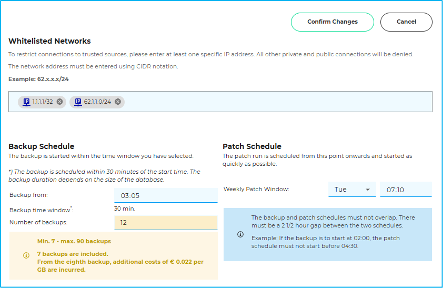 Confirm Changes
Cancel
Whitelisted Networks
To restrict connections to trusted sources, please enter at least one specific IP address. All other private and public connections will be denied.
The network address must be entered using CIDR notation.
Example: 62.x.x.x/24
IP 1.1.1.1/32
IP 62.1.1.0/24
Backup Schedule
The backup is started within the time window you have selected.
*) The backup is scheduled within 30 minutes of the start time. The
backup duration depends on the size of the database.
Backup from
03:05
Backup time window*
30 min.
Number of backups
12
Min. 7 - max. 90 backups
7 backups are included.
From the eighth backup, additional costs of € 0.022 per
GB are incurred.
Patch Schedule
The patch run is scheduled from this point onwards and started as
quickly as possible.
Weekly Patch Window:
Tue
07:10
The backup and patch schedules must not overlap. There
must be a 2 1/2 hour gap between the two schedules.
Example: If the backup is to start at 02:00, the patch
schedule must not start before 04:30.